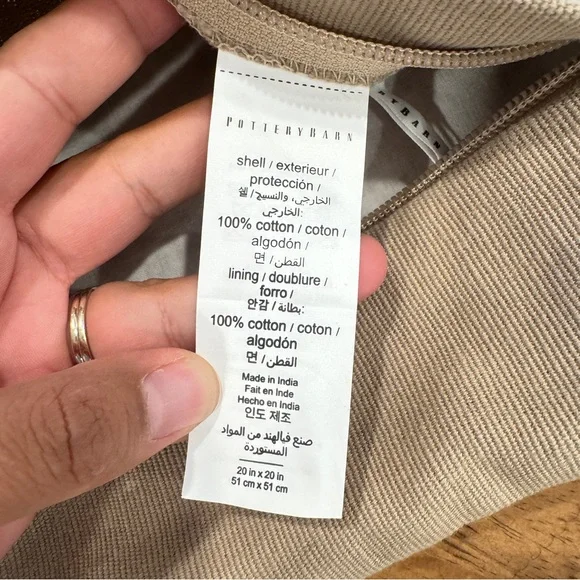 POTTERYBARN
shell / exterieur /
protección /
쉘 / الخارجي، والنسيج
الخارجي:
100% cotton / coton /
algodón /
면 / القطن
lining / doublure /
forro /
안감 / بطانة:
100% cotton / coton /
algodón
면 / القطن
Made in India
Fait en Inde
Hecho en India
인도 제조
صنع فيالهند من المواد
المستوردة
20 in x 20 in
51 cm x 51 cm